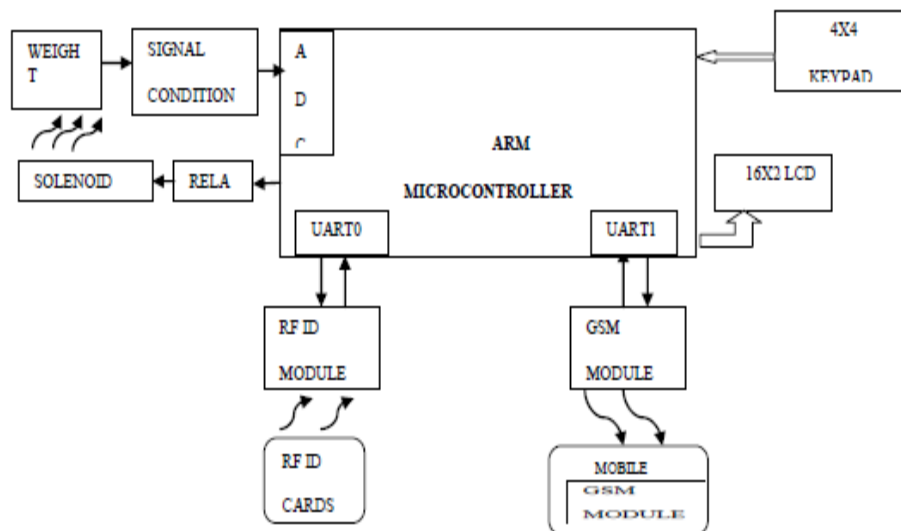 WEIGH
T
SIGNAL
CONDITION
A
D
C
ARM
MICROCONTROLLER
4X4
KEYPAD
16X2 LCD
SOLENOID
RELA
UART0
UART1
RF ID
MODULE
GSM
MODULE
RF ID
CARDS
MOBILE
GSM
MODULE